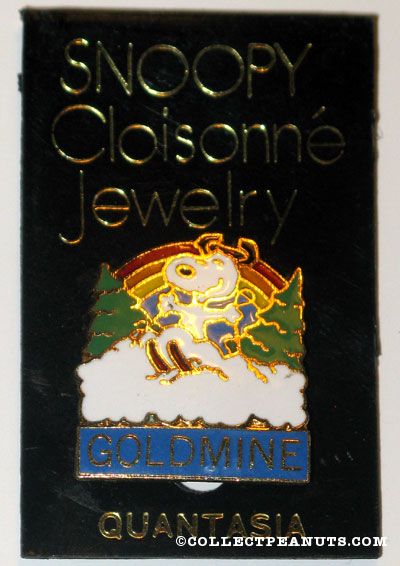 SNOOPY
Cloisonné
Jewelry
GOLDMINE
QUANTASIA
©COLLECTPEANUTS.COM